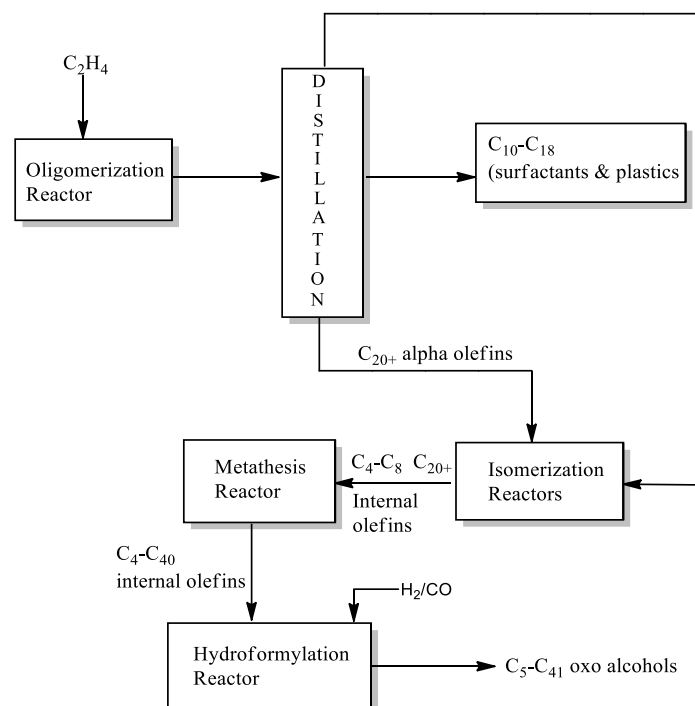 C₂H₄
Oligomerization
Reactor
DISTILLATION
C₁₀-C₁₈
(surfactants & plastics
C₂₀₊ alpha olefins
Isomerization
Reactors
C₄-C₈ C₂₀₊
Internal
olefins
Metathesis
Reactor
C₄-C₄₀
internal olefins
H₂/CO
Hydroformylation
Reactor
C₅-C₄₁ oxo alcohols